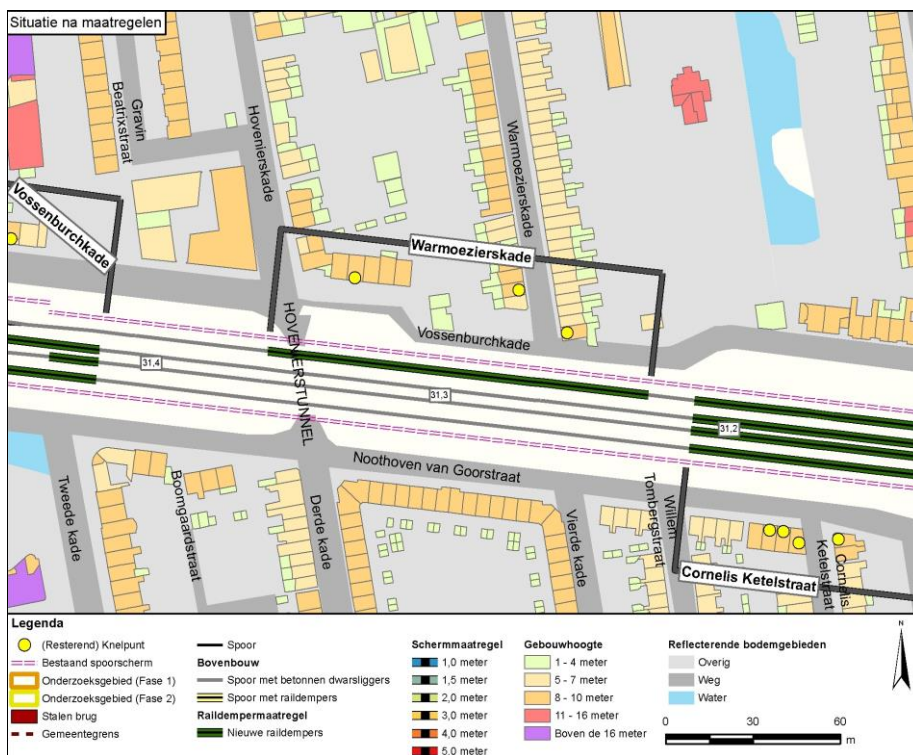 Situatie na maatregelen
Gravin
Beatrixstraat
Hovenierskade
Warmoezierskade
Vossenburchkade
Warmoezierskade
HOVENIERSTUNNEL
Vossenburchkade
31,4
31,3
31,2
Noothoven van Goorstraat
Tweede kade
Boomgaardstraat
Derde kade
Vierde kade
Willem
Tombergstraat
Cornelis
Ketelstraat
Cornelis Ketelstraat
Legenda
(Resterend) Knelpunt
Bestaand spoorscherm
Onderzoeksgebied (Fase 1)
Onderzoeksgebied (Fase 2)
Stalen brug
Gemeentegrens
Spoor
Bovenbouw
Spoor met betonnen dwarsliggers
Spoor met raildempers
Raildempermaatregel
Nieuwe raildempers
Schermmaatregel
1,0 meter
1,5 meter
2,0 meter
3,0 meter
4,0 meter
5,0 meter
Gebouwhoogte
1 - 4 meter
5 - 7 meter
8 - 10 meter
11 - 16 meter
Boven de 16 meter
Reflecterende bodemgebieden
Overig
Weg
Water
N
0 30 60
m